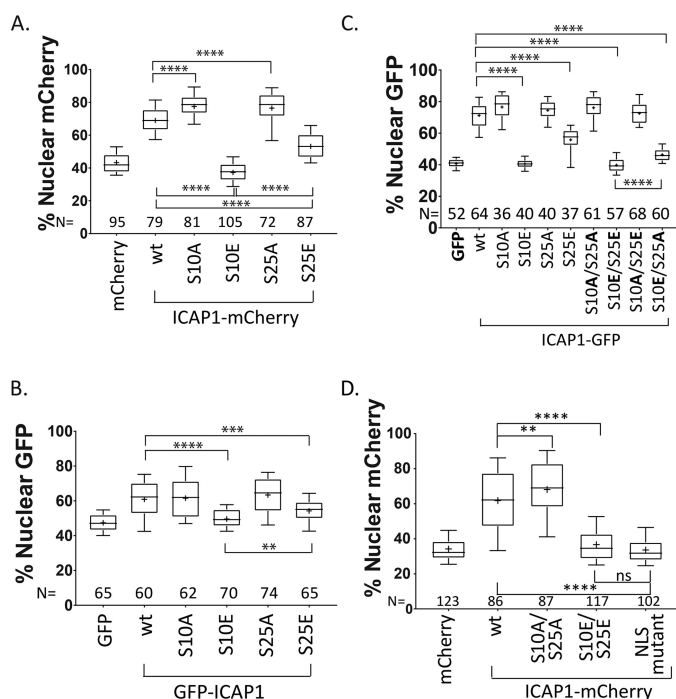 A.
% Nuclear mCherry
100
80
60
40
20
0
****
****
****
****
****
N= 95 79 81 105 72 87
mCherry
wt
S10A
S10E
S25A
S25E
ICAP1-mCherry
C.
% Nuclear GFP
100
80
60
40
20
0
****
****
****
****
****
N= 52 64 36 40 40 37 61 57 68 60
GFP
wt
S10A
S10E
S25A
S25E
S10A/S25A
S10E/S25E
S10A/S25E
S10E/S25A
ICAP1-GFP
B.
% Nuclear GFP
100
80
60
40
20
0
***
****
**
N= 65 60 62 70 74 65
GFP
wt
S10A
S10E
S25A
S25E
GFP-ICAP1
D.
% Nuclear mCherry
100
80
60
40
20
0
****
**
ns
****
N= 123 86 87 117 102
mCherry
wt
S10A/
S25A
S10E/
S25E
NLS
mutant
ICAP1-mCherry